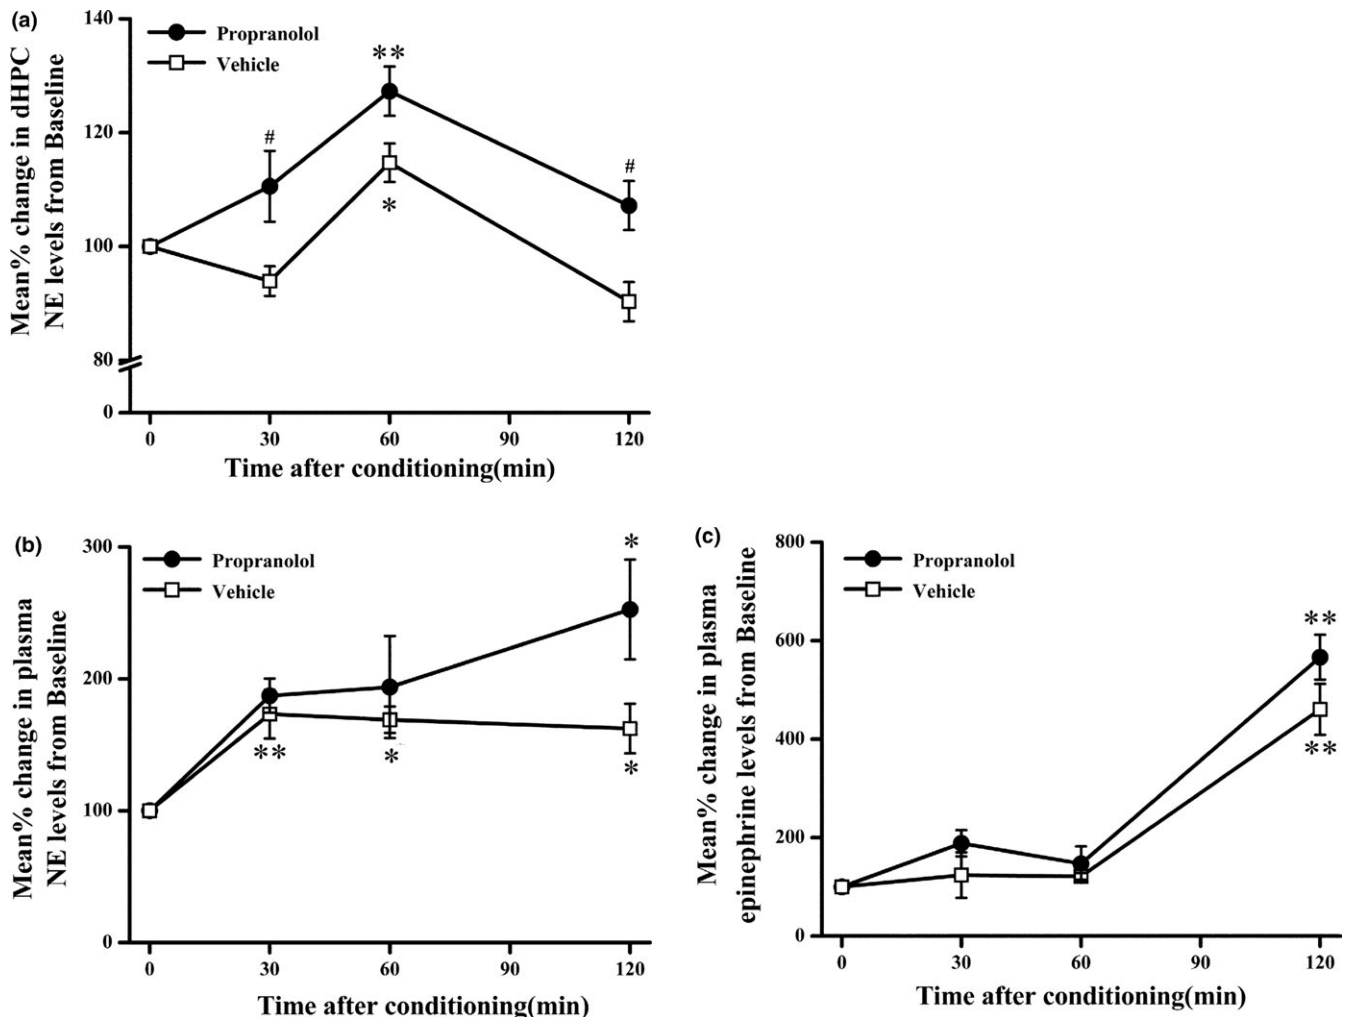 (a)
Mean% change in dHPC
NE levels from Baseline
140
120
100
80
0
Propranolol
Vehicle
**
#
#
*
0 30 60 90 120
Time after conditioning(min)
(b)
Mean% change in plasma
NE levels from Baseline
300
200
100
0
Propranolol
Vehicle
*
**
*
*
0 30 60 90 120
Time after conditioning(min)
(c)
Mean% change in plasma
epinephrine levels from Baseline
800
600
400
200
0
Propranolol
Vehicle
**
**
0 30 60 90 120
Time after conditioning(min)